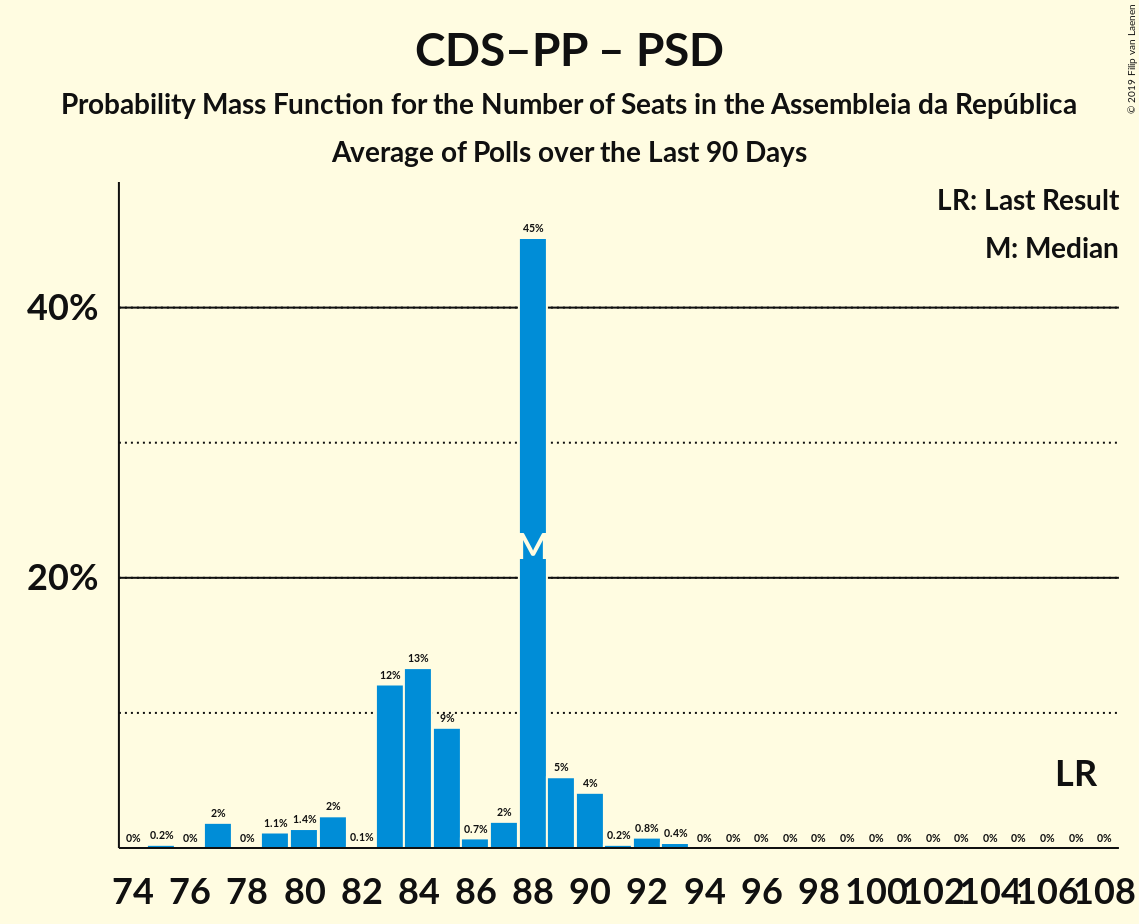 CDS–PP – PSD
Probability Mass Function for the Number of Seats in the Assembleia da República
Average of Polls over the Last 90 Days
© 2019 Filip van Laenen
LR: Last Result
M: Median
45%
40%
M
20%
13%
12%
9%
LR
5%
4%
0% 0.2% 0% 2% 0% 1.1% 1.4% 2% 0.1% 0.7% 2% 0.2% 0.8% 0.4% 0% 0% 0% 0% 0% 0% 0% 0% 0% 0% 0% 0% 0% 0% 0%
74 76 78 80 82 84 86 88 90 92 94 96 98 100 102 104 106 108